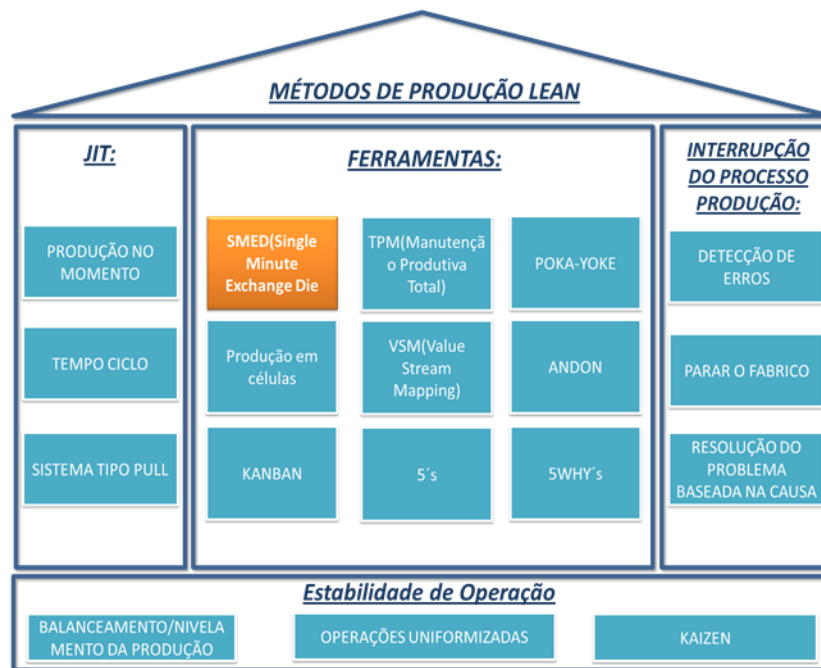 MÉTODOS DE PRODUÇÃO LEAN
JIT:
PRODUÇÃO NO
MOMENTO
TEMPO CICLO
SISTEMA TIPO PULL
FERRAMENTAS:
SMED(Single
Minute
Exchange Die
TPM(Manutençã
o Produtiva
Total)
POKA-YOKE
Produção em
células
VSM(Value
Stream
Mapping)
ANDON
KANBAN
5´s
5WHY´s
INTERRUPÇÃO
DO PROCESSO
PRODUÇÃO:
DETECÇÃO DE
ERROS
PARAR O FABRICO
RESOLUÇÃO DO
PROBLEMA
BASEADA NA CAUSA
Estabilidade de Operação
BALANCEAMENTO/NIVELA
MENTO DA PRODUÇÃO
OPERAÇÕES UNIFORMIZADAS
KAIZEN